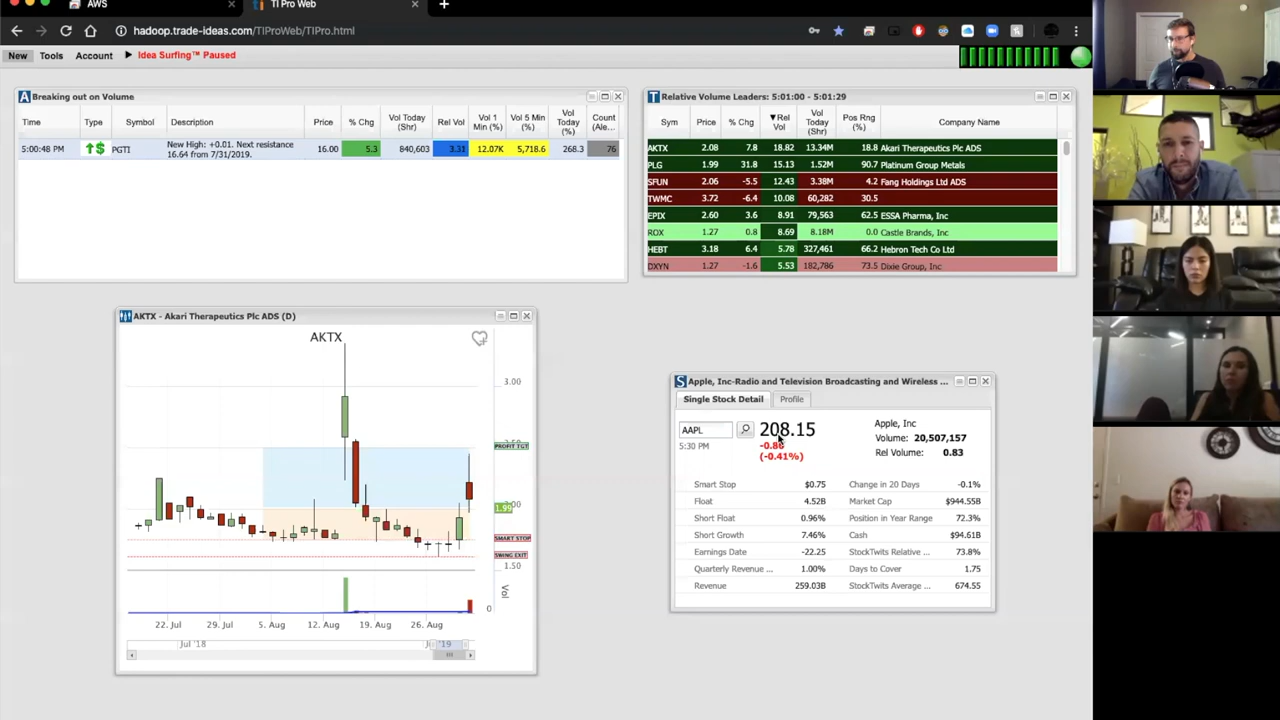 AWS
TI Pro Web
hadoop.trade-ideas.com/TIProWeb/TIPro.html
New Tools Account Idea Surfing™ Paused
Breaking out on Volume
Time Type Symbol Description Price % Chg Vol Today (Shr) Rel Vol Vol 1 Min (%) Vol 5 Min (%) Vol Today (%) Count (Ale...
5:00:48 PM PGTI New High: +0.01. Next resistance 16.64 from 7/31/2019. 16.00 5.3 840,603 3.31 12.07K 5,718.6 268.3 76
Relative Volume Leaders: 5:01:00 - 5:01:29
Sym Price % Chg ▼Rel Vol Vol Today (Shr) Pos Rng (%) Company Name
AKTX 2.08 7.8 18.82 13.34M 18.8 Akari Therapeutics Plc ADS
PLG 1.99 31.8 15.13 1.52M 90.7 Platinum Group Metals
SFUN 2.06 -5.5 12.43 3.38M 4.2 Fang Holdings Ltd ADS
TWMC 3.72 -6.4 10.08 60,282 30.5
EPIX 2.60 3.6 8.91 79,563 62.5 ESSA Pharma, Inc
ROX 1.27 0.8 8.69 8.18M 0.0 Castle Brands, Inc
HEBT 3.18 6.4 5.78 327,461 66.2 Hebron Tech Co Ltd
DXYN 1.27 -1.6 5.53 182,786 73.5 Dixie Group, Inc
AKTX - Akari Therapeutics Plc ADS (D)
AKTX
3.00
PROFIT TGT
1.99
SMART STOP
SWING EXIT
1.50
Vol
0
22. Jul 29. Jul 5. Aug 12. Aug 19. Aug 26. Aug
Jul '18
'19
Apple, Inc-Radio and Television Broadcasting and Wireless ...
Single Stock Detail Profile
AAPL 208.15 Apple, Inc
5:30 PM Volume: 20,507,157
(-0.41%) Rel Volume: 0.83
Smart Stop $0.75 Change in 20 Days -0.1%
Float 4.52B Market Cap $944.55B
Short Float 0.96% Position in Year Range 72.3%
Short Growth 7.46% Cash $94.61B
Earnings Date -22.25 StockTwits Relative ... 73.8%
Quarterly Revenue ... 1.00% Days to Cover 1.75
Revenue 259.03B StockTwits Average ... 674.55